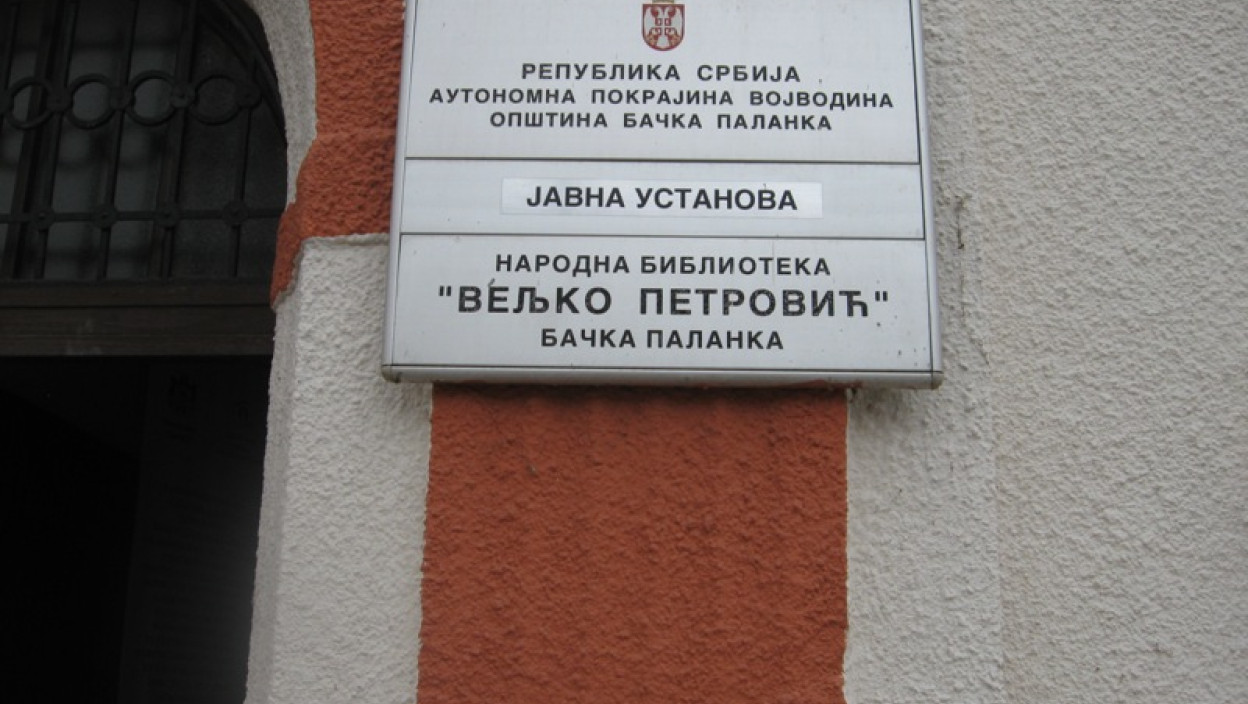 РЕПУБЛИКА СРБИЈА
АУТОНОМНА ПОКРАЈИНА ВОЈВОДИНА
ОПШТИНА БАЧКА ПАЛАНКА
ЈАВНА УСТАНОВА
НАРОДНА БИБЛИОТЕКА
"ВЕЉКО ПЕТРОВИЋ"
БАЧКА ПАЛАНКА